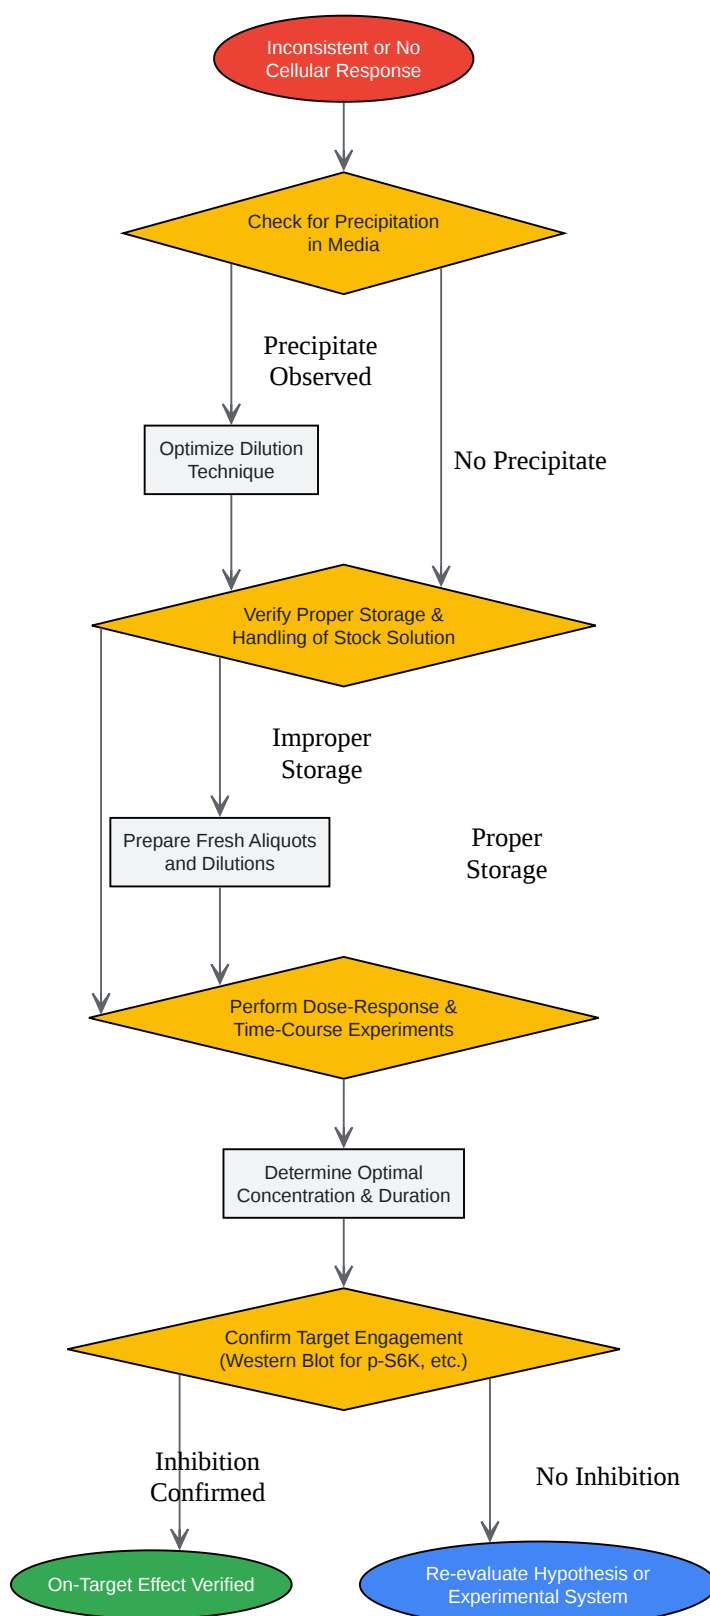 Inconsistent or No
Cellular Response
Check for Precipitation
in Media
Precipitate
Observed
Optimize Dilution
Technique
No Precipitate
Verify Proper Storage &
Handling of Stock Solution
Improper
Storage
Prepare Fresh Aliquots
and Dilutions
Proper
Storage
Perform Dose-Response &
Time-Course Experiments
Determine Optimal
Concentration & Duration
Confirm Target Engagement
(Western Blot for p-S6K, etc.)
Inhibition
Confirmed
No Inhibition
On-Target Effect Verified
Re-evaluate Hypothesis or
Experimental System